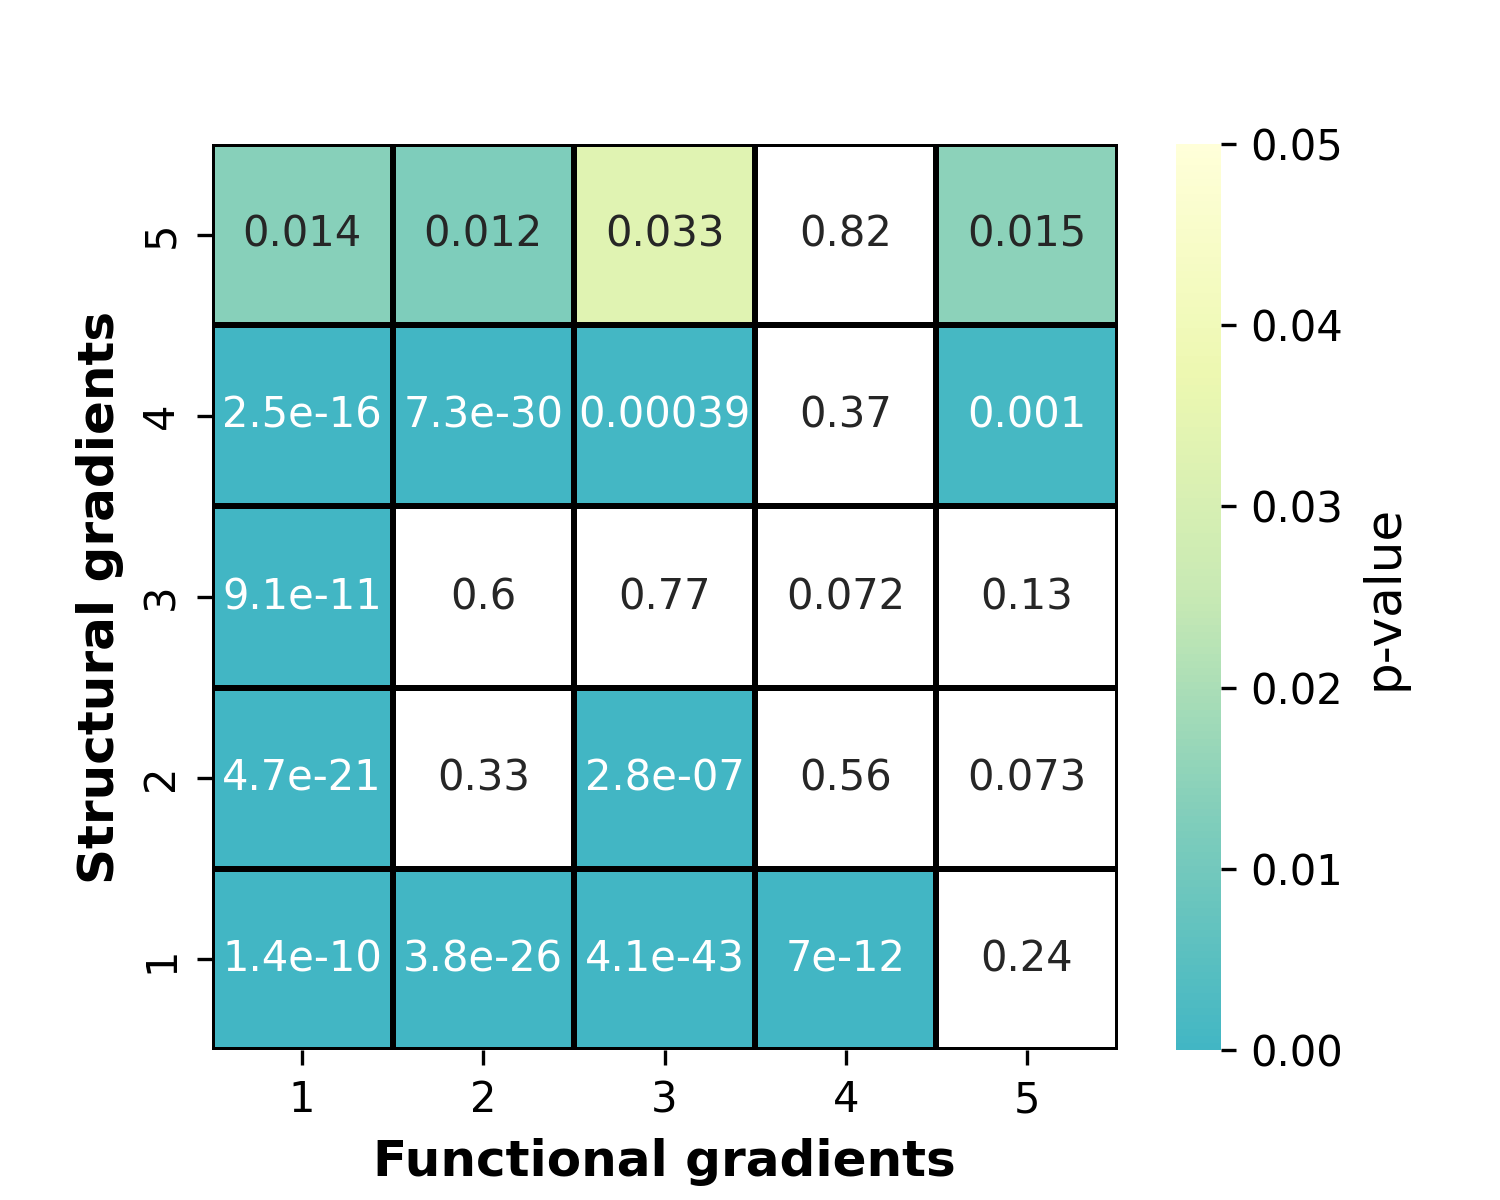 0.014 0.012 0.033 0.82 0.015
2.5e-16 7.3e-30 0.00039 0.37 0.001
9.1e-11 0.6 0.77 0.072 0.13
4.7e-21 0.33 2.8e-07 0.56 0.073
1.4e-10 3.8e-26 4.1e-43 7e-12 0.24
5
4
3
2
1
Structural gradients
1 2 3 4 5
Functional gradients
0.05
0.04
0.03
0.02
0.01
0.00
p-value